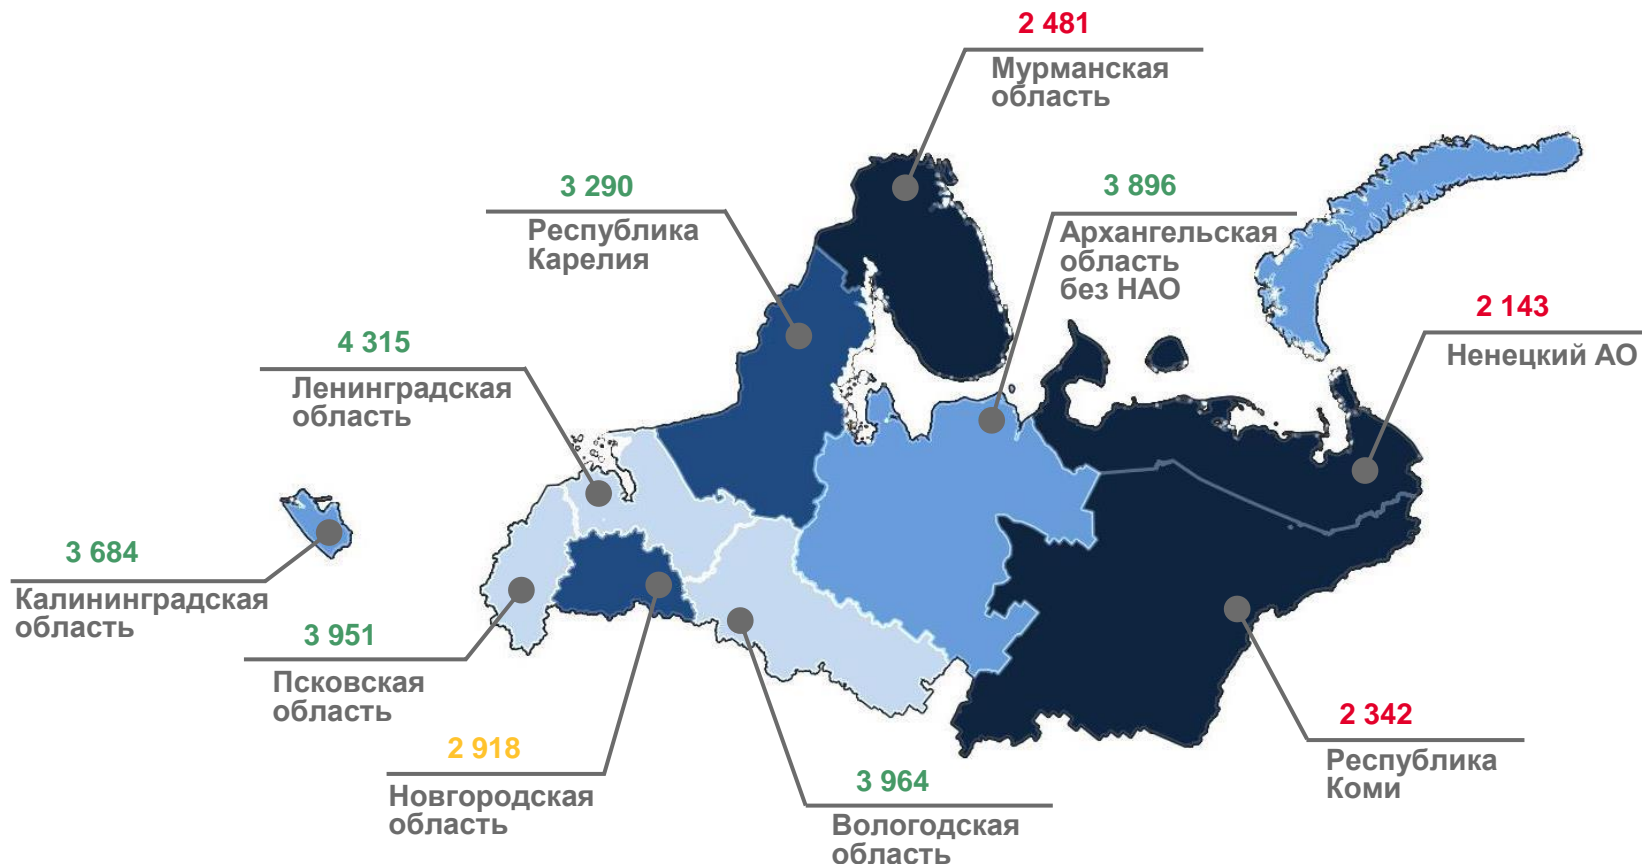 2 481
Мурманская
область
3 290
Республика
Карелия
3 896
Архангельская
область
без НАО
2 143
Ненецкий АО
4 315
Ленинградская
область
3 684
Калининградская
область
3 951
Псковская
область
2 918
Новгородская
область
3 964
Вологодская
область
2 342
Республика
Коми